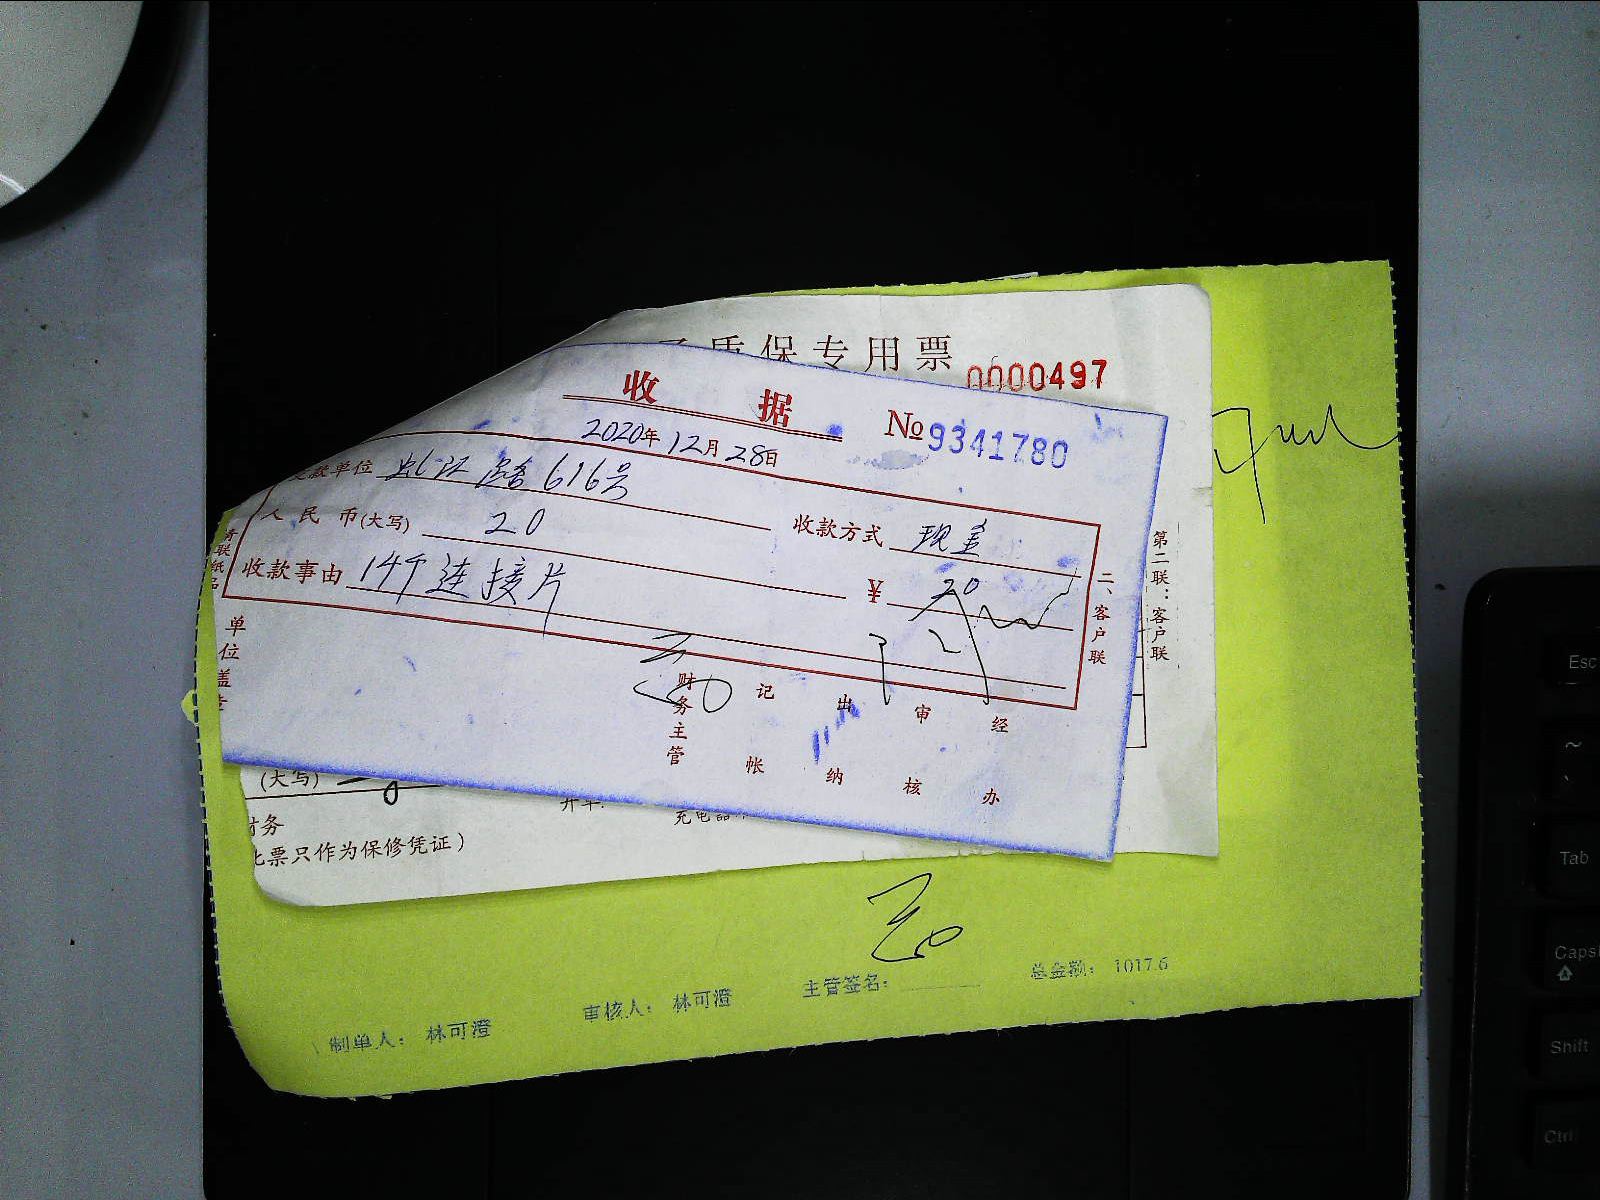 质保专用票
0000497
收 据
№9341780
2020年12月28日
交款单位 江路616号
人民币(大写) 20
收款方式 现金
收款事由 14个连接片
¥ 20
二、客户联
第二联：客户联
单位盖
财务主管
记帐
出纳
审核
经办
(大写)
财务
充电器
此票只作为保修凭证）
制单人： 林可澄
审核人： 林可澄
主管签名：
总金额： 1017.6
Esc
~
`
Tab
Caps
Shift
Ctrl